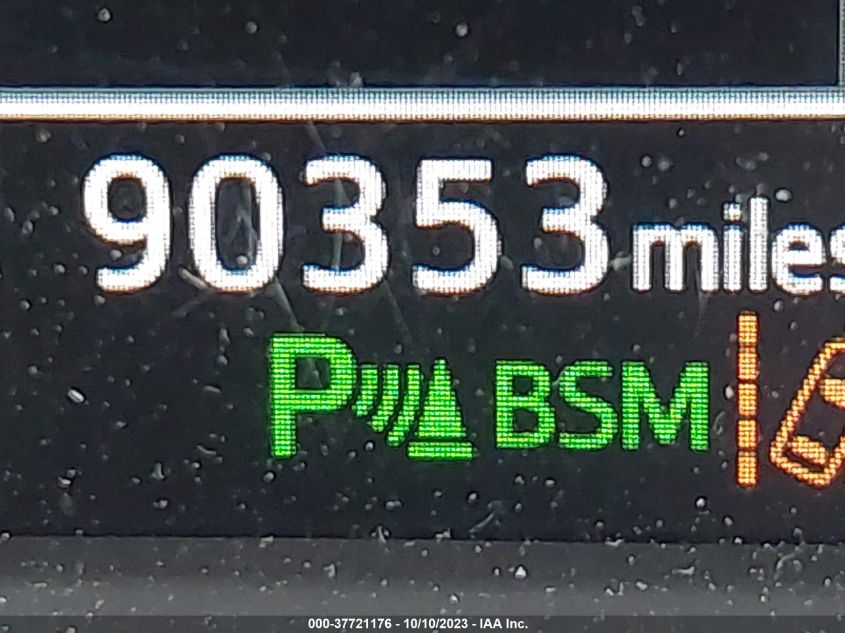 90353 miles
P BSM
000-37721176 - 10/10/2023 - IAA Inc.